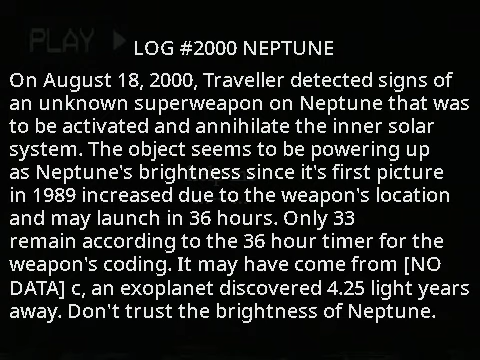 PLAY
LOG #2000 NEPTUNE
On August 18, 2000, Traveller detected signs of
an unknown superweapon on Neptune that was
to be activated and annihilate the inner solar
system. The object seems to be powering up
as Neptune's brightness since it's first picture
in 1989 increased due to the weapon's location
and may launch in 36 hours. Only 33
remain according to the 36 hour timer for the
weapon's coding. It may have come from [NO
DATA] c, an exoplanet discovered 4.25 light years
away. Don't trust the brightness of Neptune.